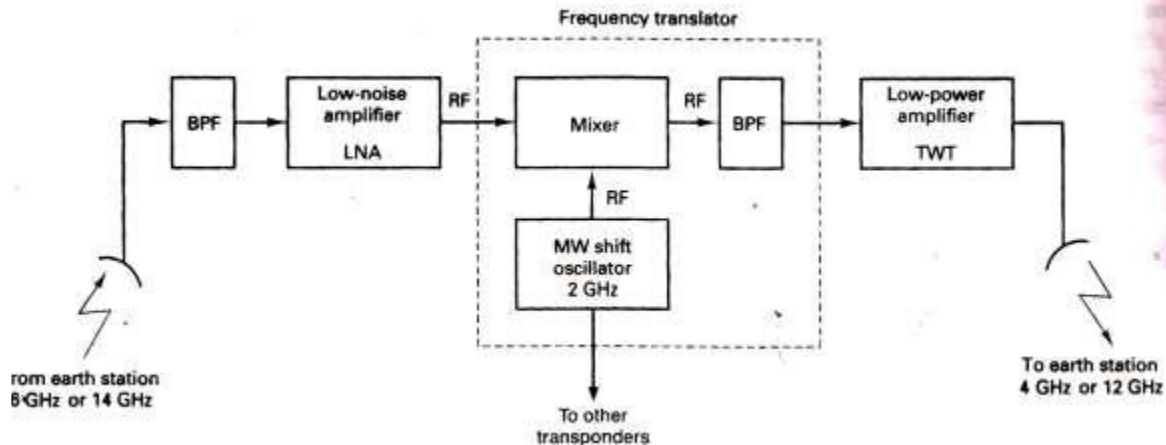 Frequency translator
BPF
Low-noise
amplifier
LNA
RF
Mixer
RF
BPF
Low-power
amplifier
TWT
RF
MW shift
oscillator
2 GHz
rom earth station
6 GHz or 14 GHz
To other
transponders
To earth station
4 GHz or 12 GHz